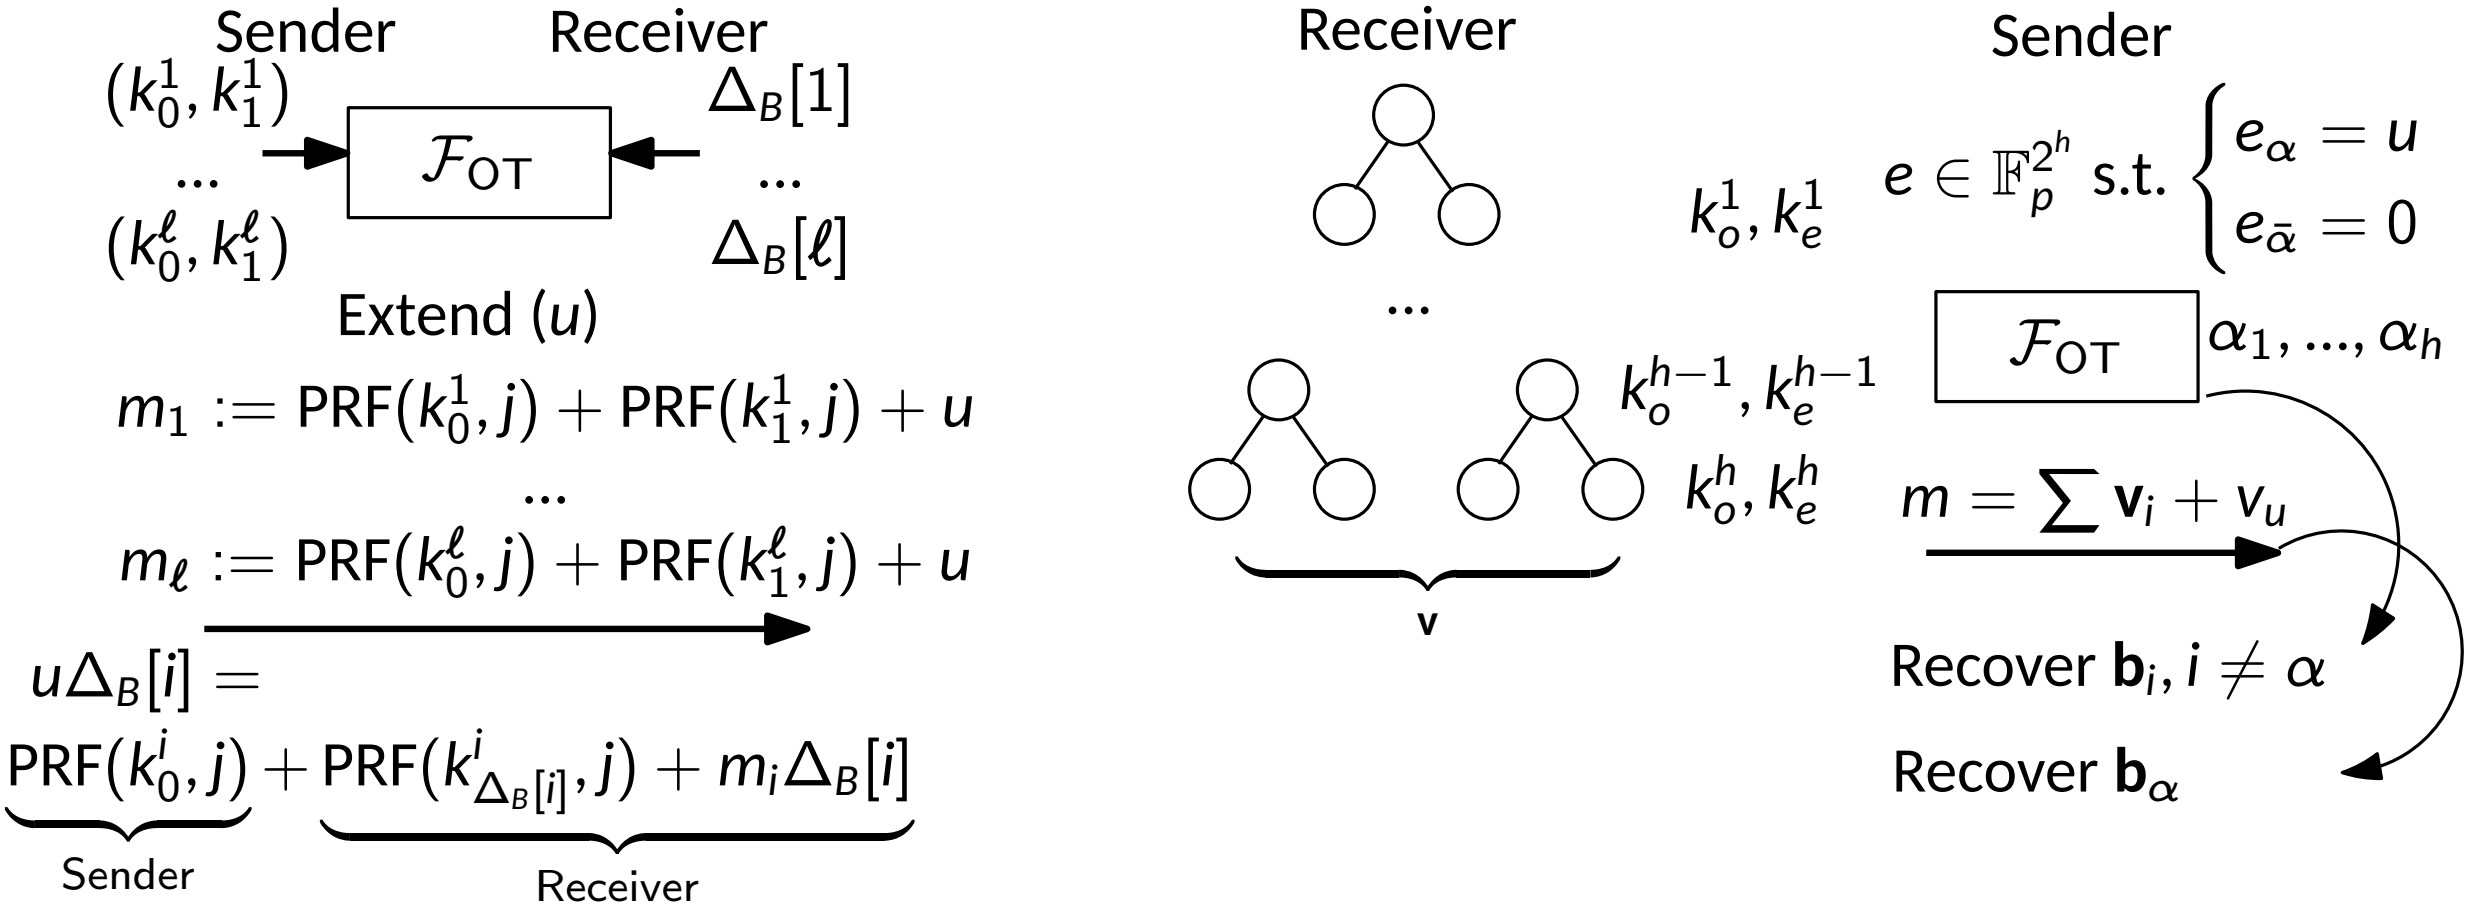 Sender Receiver
(k_0^1, k_1^1) Δ_B[1]
ℱ_OT
... ...
(k_0^ℓ, k_1^ℓ) Δ_B[ℓ]
Extend (u)
m_1 := PRF(k_0^1, j) + PRF(k_1^1, j) + u
...
m_ℓ := PRF(k_0^ℓ, j) + PRF(k_1^ℓ, j) + u
uΔ_B[i] =
PRF(k_0^i, j) + PRF(k_{Δ_B[i]}^i, j) + m_iΔ_B[i]
Sender
Receiver
Receiver
k_o^1, k_e^1
...
k_o^{h−1}, k_e^{h−1}
k_o^h, k_e^h
v
Sender
e ∈ 𝔽_p^{2^h} s.t. { e_α = u
e_ᾱ = 0
ℱ_OT α_1, ..., α_h
m = ∑ v_i + v_u
Recover b_i, i ≠ α
Recover b_α